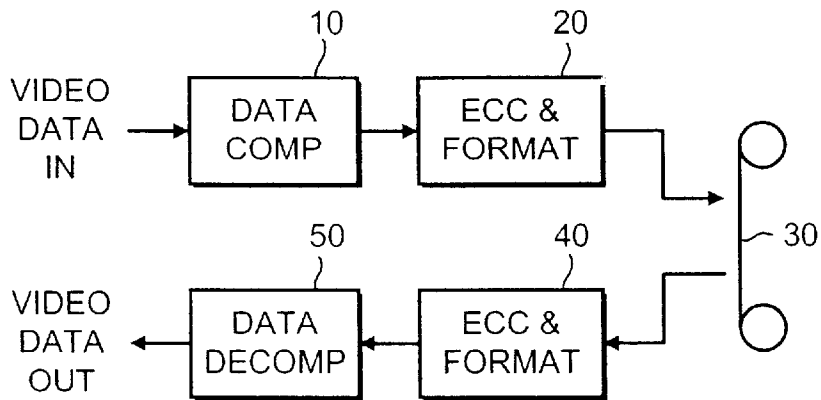 10
20
VIDEO
DATA
IN
DATA
COMP
ECC &
FORMAT
30
50
40
VIDEO
DATA
OUT
DATA
DECOMP
ECC &
FORMAT